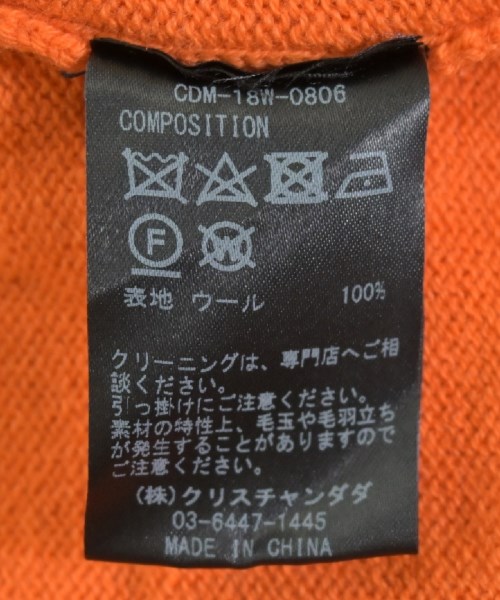 CDM-18W-0806
COMPOSITION
F W
表地 ウール 100%
クリーニングは、専門店へご相
談ください。
引っ掛けにご注意ください。
素材の特性上、毛玉や毛羽立ち
が発生することがありますので
ご注意ください。
(株)クリスチャンダダ
03-6447-1445
MADE IN CHINA